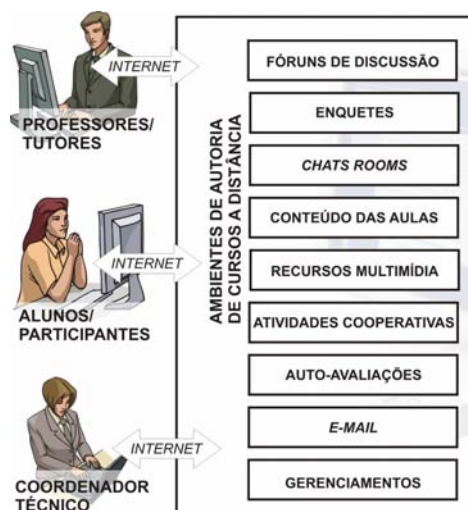 INTERNET
PROFESSORES/
TUTORES
INTERNET
ALUNOS/
PARTICIPANTES
INTERNET
COORDENADOR
TÉCNICO
AMBIENTES DE AUTORIA
DE CURSOS A DISTÂNCIA
FÓRUNS DE DISCUSSÃO
ENQUETES
CHATS ROOMS
CONTEÚDO DAS AULAS
RECURSOS MULTIMÍDIA
ATIVIDADES COOPERATIVAS
AUTO-AVALIAÇÕES
E-MAIL
GERENCIAMENTOS